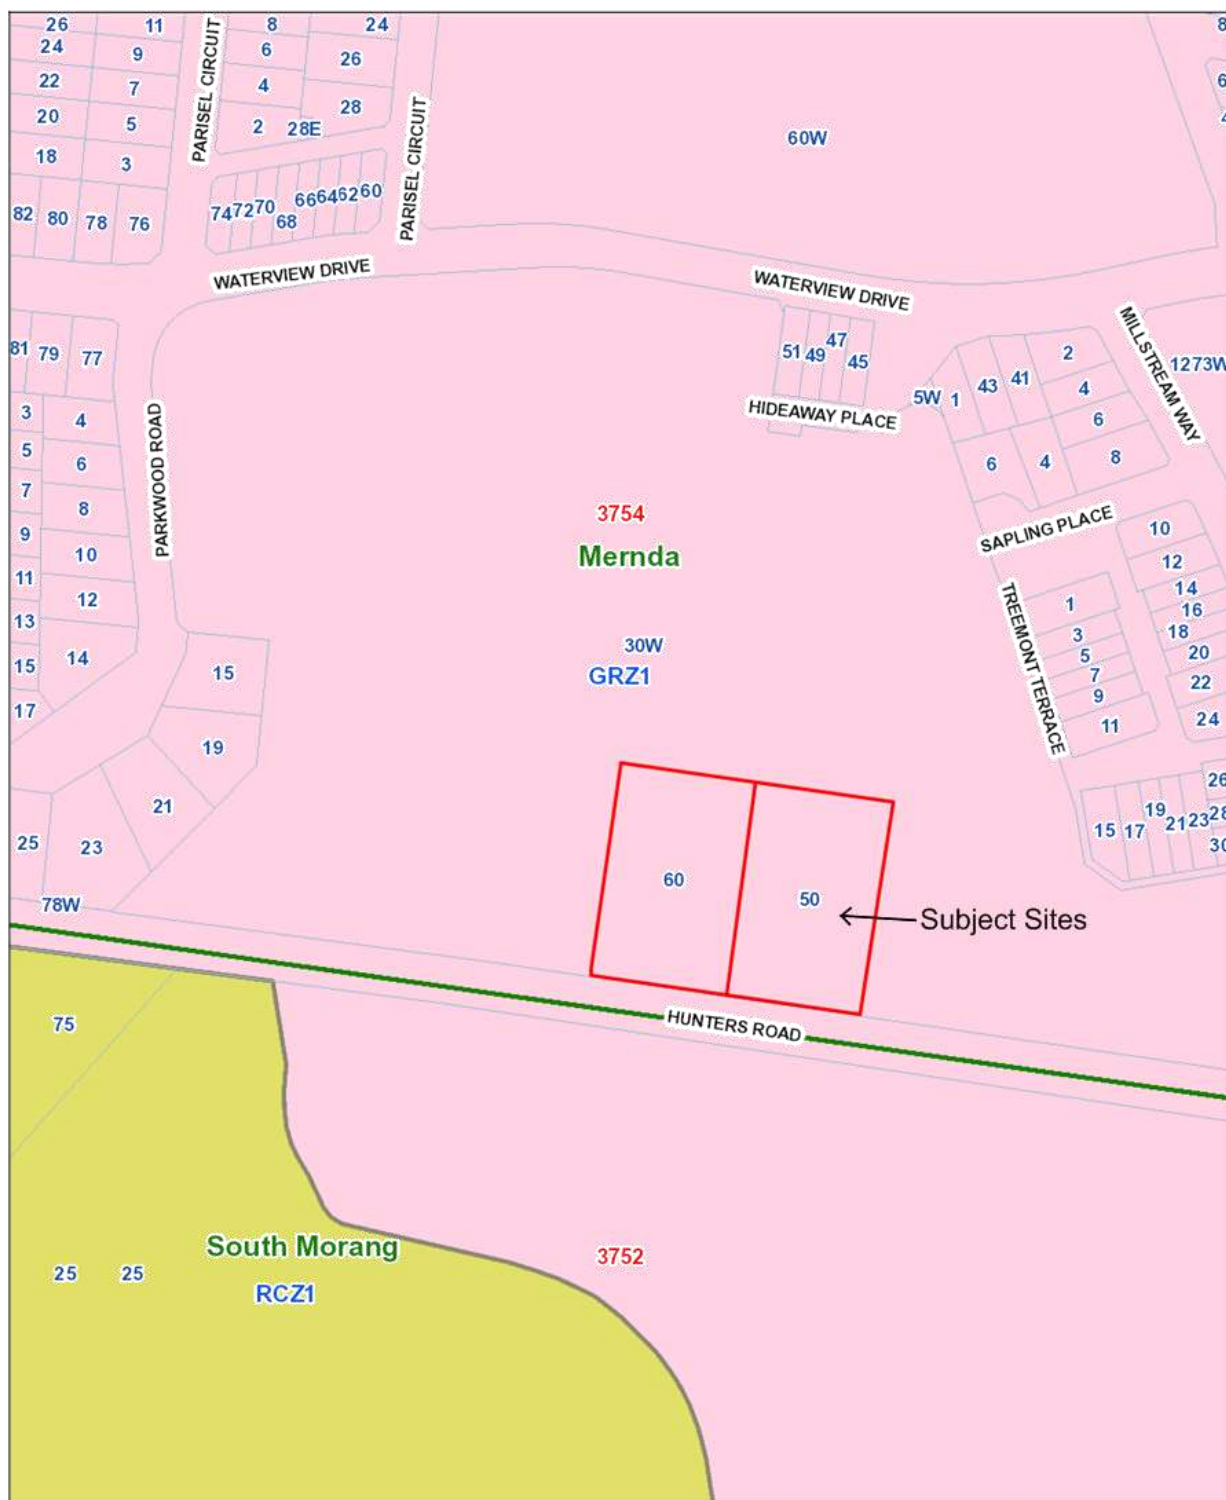 26 11 8 24
24 9 6 26
22 7 4 28
20 5 2 28E
18 3
PARISEL CIRCUIT
PARISEL CIRCUIT
60W
82 80 78 76
74 72 70 68 66 64 62 60
WATERVIEW DRIVE
WATERVIEW DRIVE
MILLSTREAM WAY
1273W
81 79 77
51 49 47 45
HIDEAWAY PLACE
5W 1 43 41 2
4
6
8
6 4
3 4
5 6
7 8
9 10
11 12
13
15 14
17
PARKWOOD ROAD
3754
Mernda
30W
GRZ1
SAPLING PLACE
TREEMONT TERRACE
10
12
14
16
18
20
22
24
1
3
5
7
9
11
15
19
21
23
25
78W
60
50
Subject Sites
15 17 19 21 23
26
28
30
HUNTERS ROAD
75
South Morang
RCZ1
25 25
3752